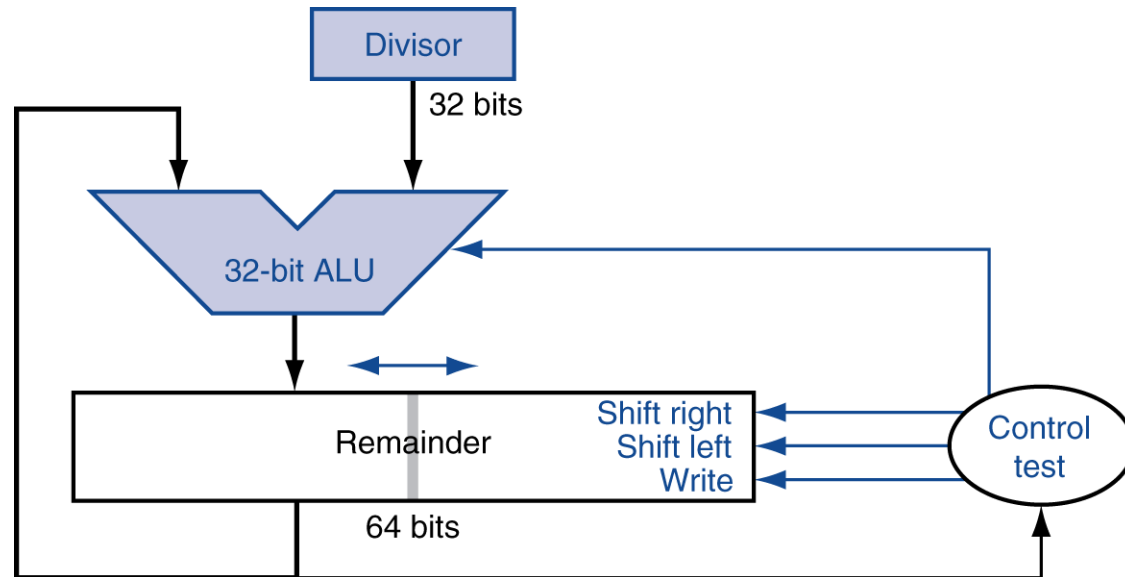 Divisor
32 bits
32-bit ALU
Remainder
Shift right
Shift left
Write
Control
test
64 bits